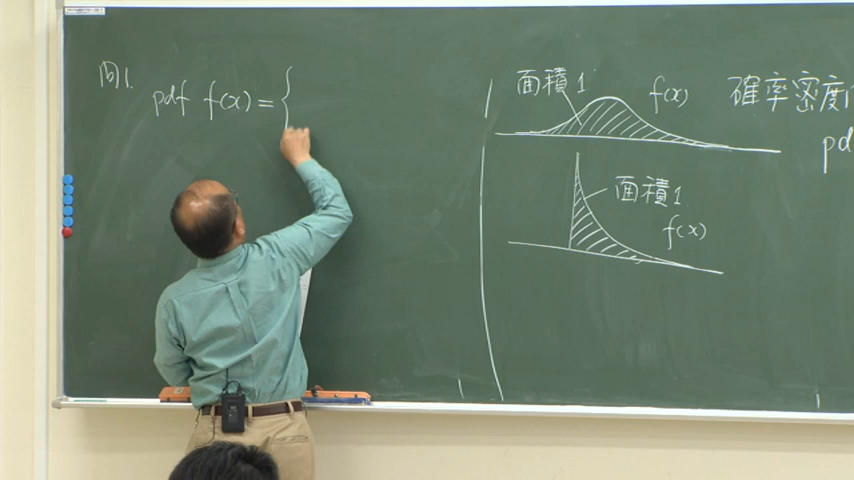 問1.
pdf f(x) = {
面積1
f(x)
確率密度
pd
面積1
f(x)